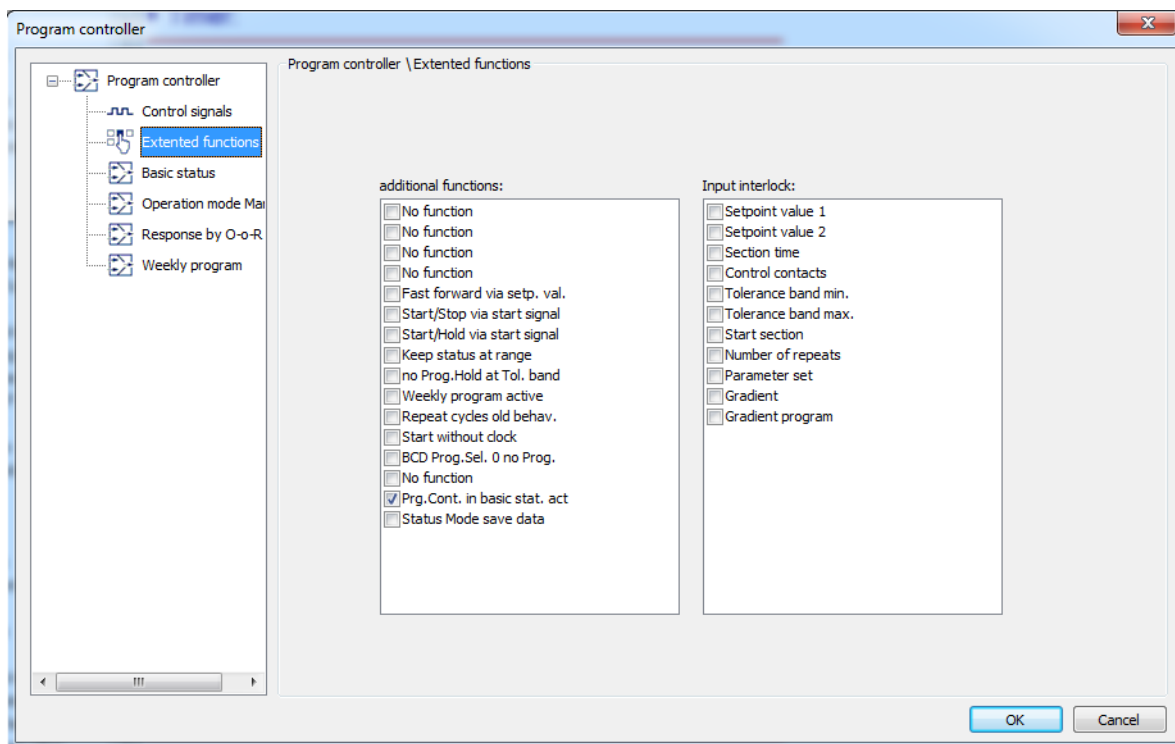 Timer.
Program controller
Program controller
Control signals
Extented functions
Basic status
Operation mode Mar
Response by O-o-R
Weekly program
Program controller \ Extented functions
additional functions:
No function
No function
No function
No function
Fast forward via setp. val.
Start/Stop via start signal
Start/Hold via start signal
Keep status at range
no Prog.Hold at Tol. band
Weekly program active
Repeat cycles old behav.
Start without clock
BCD Prog.Sel. 0 no Prog.
No function
Prg.Cont. in basic stat. act
Status Mode save data
Input interlock:
Setpoint value 1
Setpoint value 2
Section time
Control contacts
Tolerance band min.
Tolerance band max.
Start section
Number of repeats
Parameter set
Gradient
Gradient program
OK
Cancel